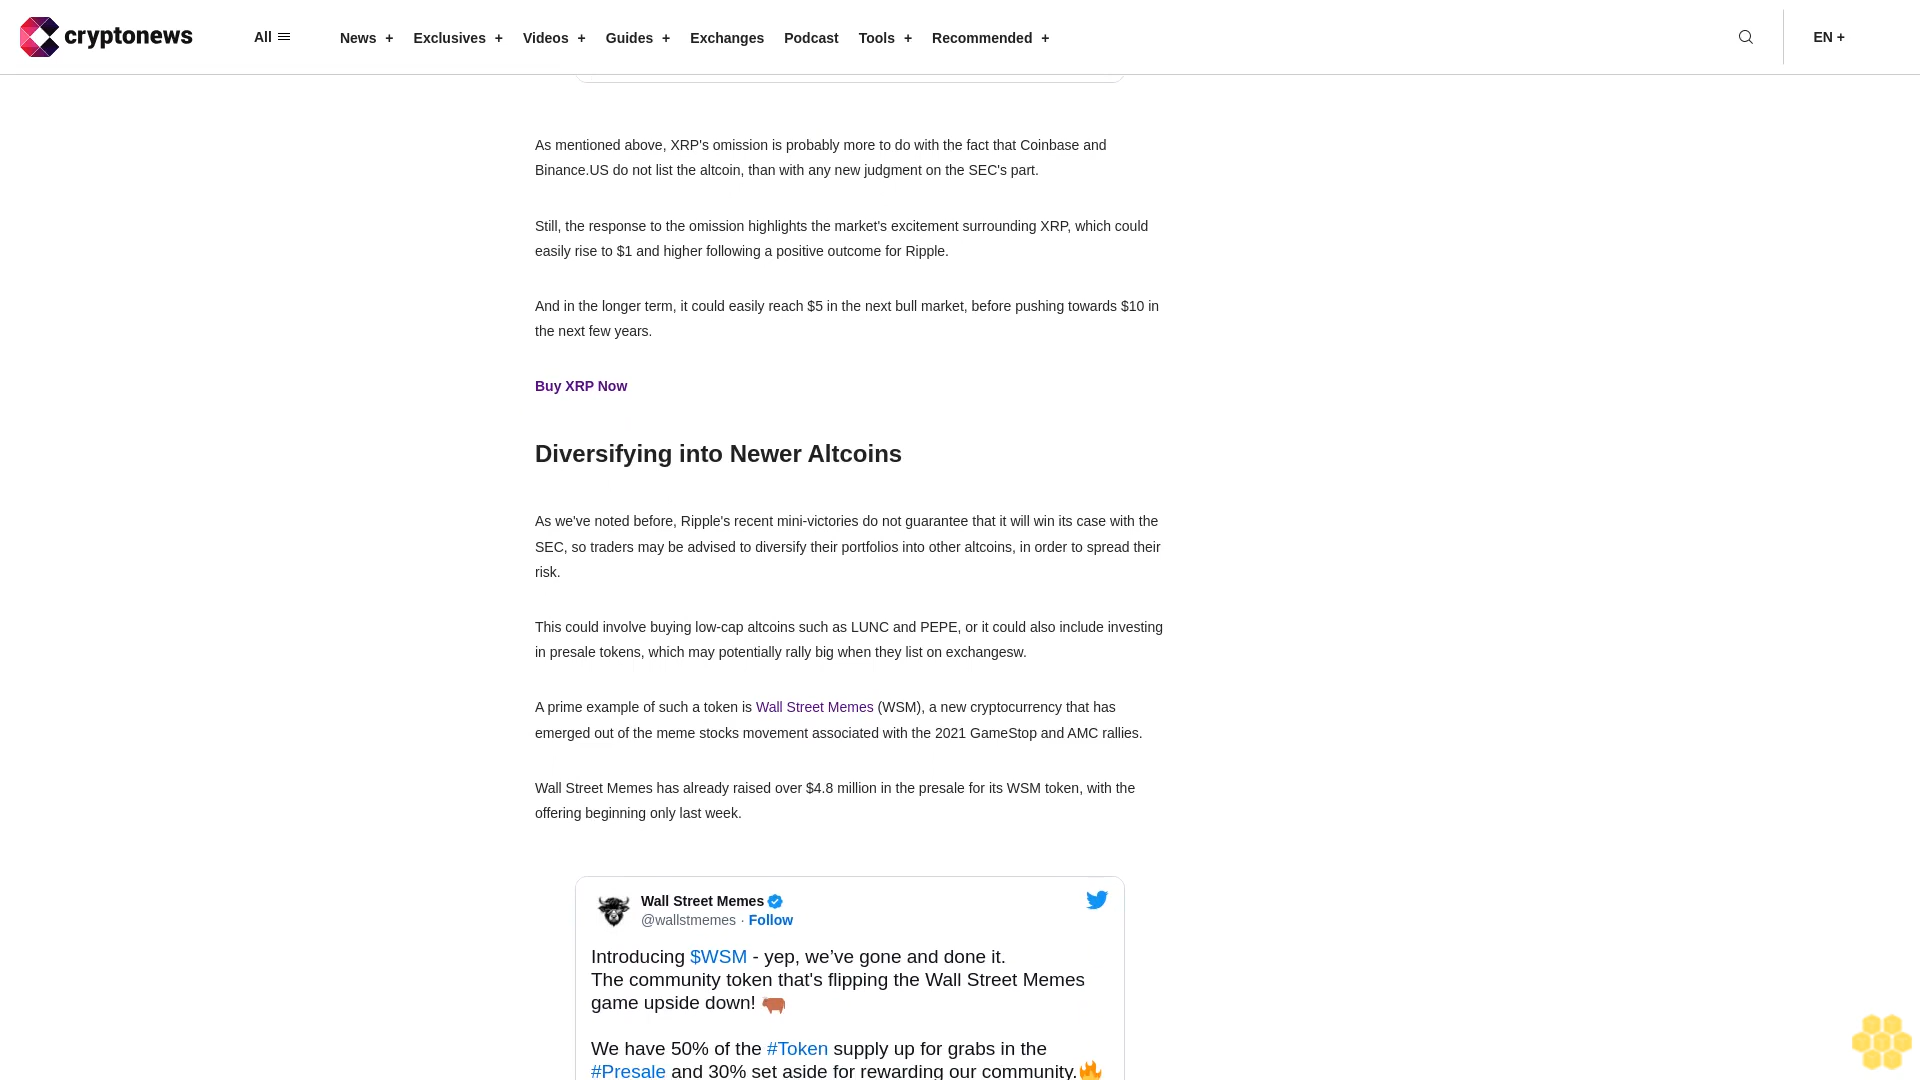 cryptonews
All
News +
Exclusives +
Videos +
Guides +
Exchanges
Podcast
Tools +
Recommended +
EN +
As mentioned above, XRP's omission is probably more to do with the fact that Coinbase and
Binance.US do not list the altcoin, than with any new judgment on the SEC's part.
Still, the response to the omission highlights the market's excitement surrounding XRP, which could
easily rise to $1 and higher following a positive outcome for Ripple.
And in the longer term, it could easily reach $5 in the next bull market, before pushing towards $10 in
the next few years.
Buy XRP Now
Diversifying into Newer Altcoins
As we've noted before, Ripple's recent mini-victories do not guarantee that it will win its case with the
SEC, so traders may be advised to diversify their portfolios into other altcoins, in order to spread their
risk.
This could involve buying low-cap altcoins such as LUNC and PEPE, or it could also include investing
in presale tokens, which may potentially rally big when they list on exchangesw.
A prime example of such a token is Wall Street Memes (WSM), a new cryptocurrency that has
emerged out of the meme stocks movement associated with the 2021 GameStop and AMC rallies.
Wall Street Memes has already raised over $4.8 million in the presale for its WSM token, with the
offering beginning only last week.
Wall Street Memes
@wallstmemes · Follow
Introducing $WSM - yep, we’ve gone and done it.
The community token that's flipping the Wall Street Memes
game upside down! 🐂
We have 50% of the #Token supply up for grabs in the
#Presale and 30% set aside for rewarding our community.🔥